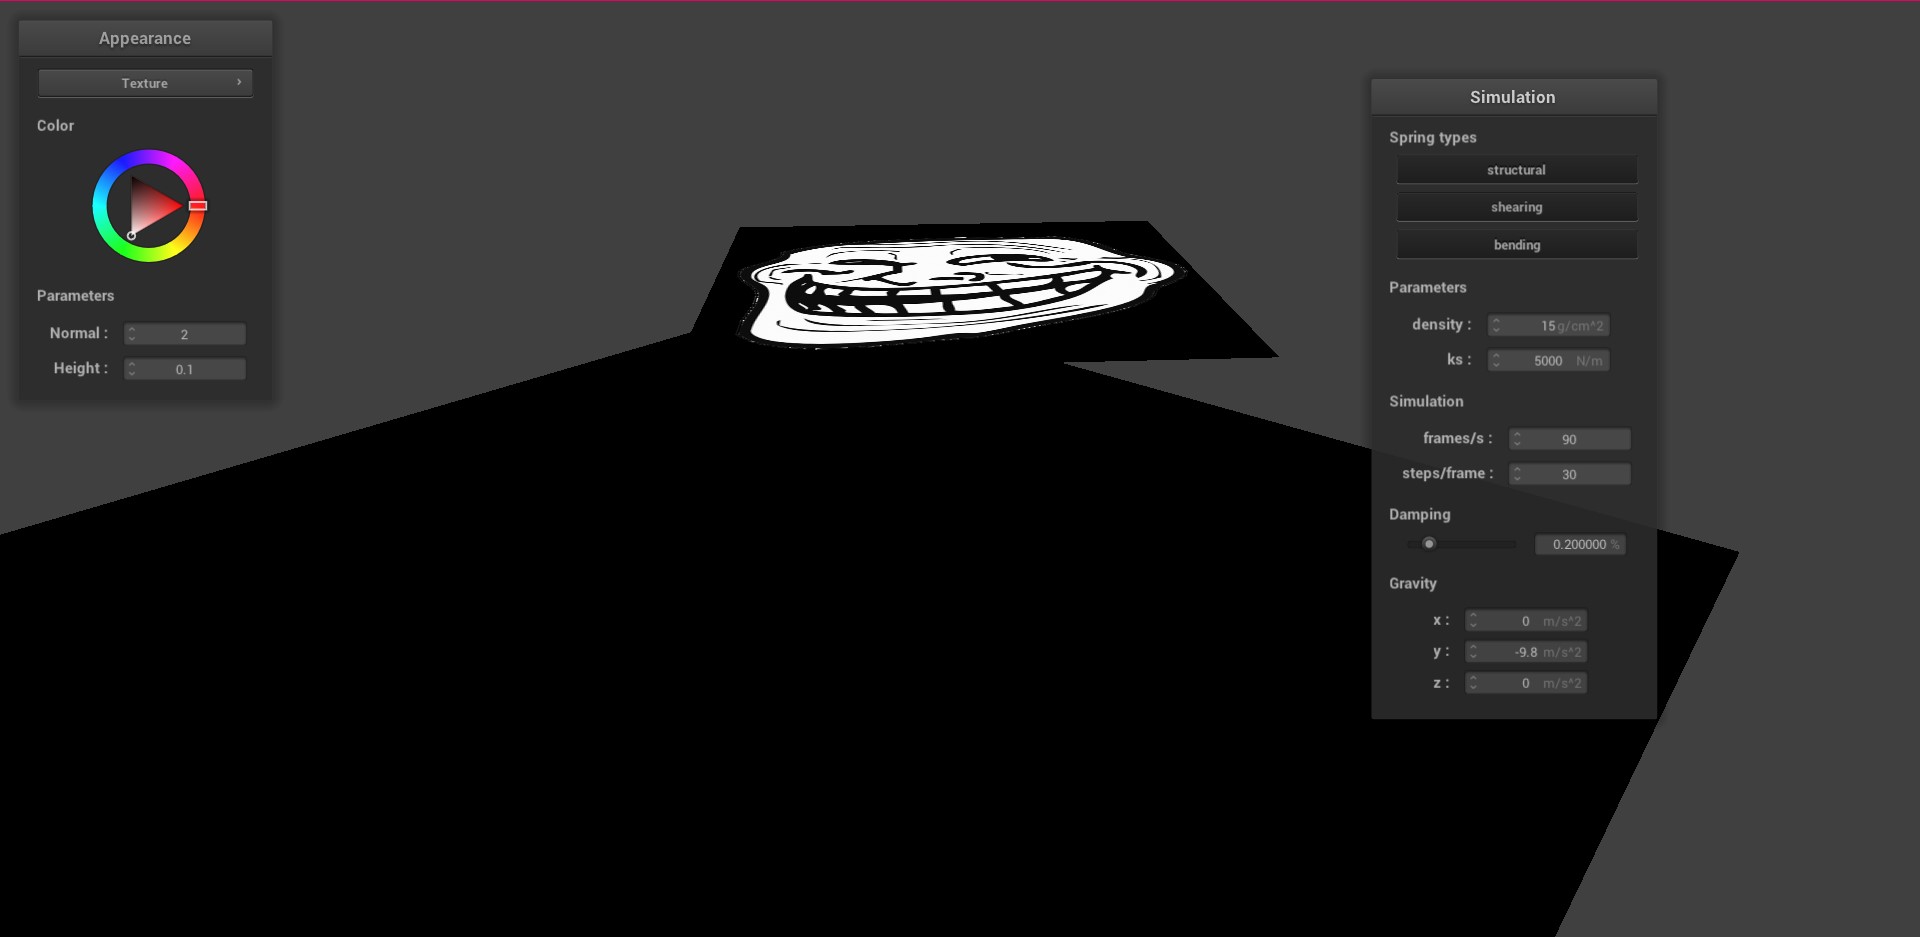 Appearance
Texture
Color
Parameters
Normal : 2
Height : 0.1
Simulation
Spring types
structural
shearing
bending
Parameters
density : 15 g/cm^2
ks : 5000 N/m
Simulation
frames/s : 90
steps/frame : 30
Damping
0.200000 %
Gravity
x : 0 m/s^2
y : -9.8 m/s^2
z : 0 m/s^2